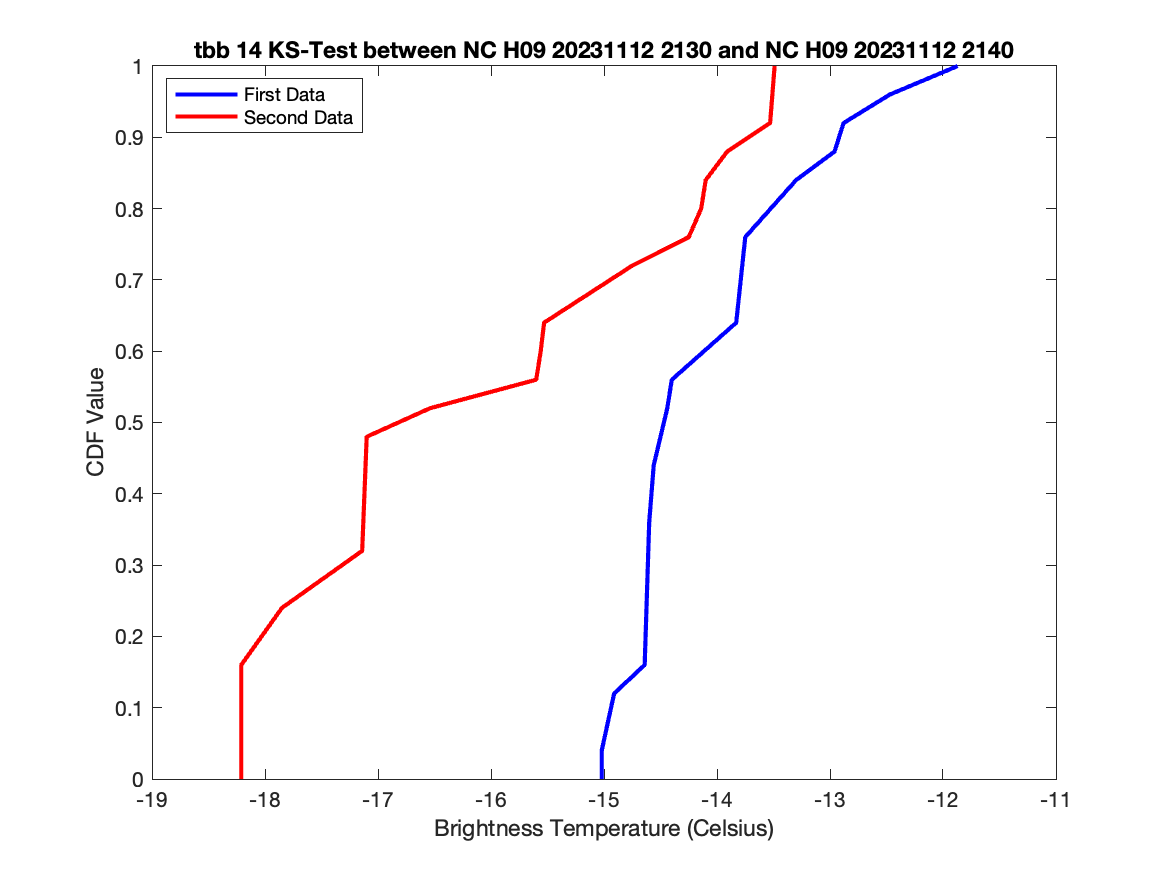 tbb 14 KS-Test between NC H09 20231112 2130 and NC H09 20231112 2140
First Data
Second Data
1
0.9
0.8
0.7
0.6
0.5
0.4
0.3
0.2
0.1
0
CDF Value
-19 -18 -17 -16 -15 -14 -13 -12 -11
Brightness Temperature (Celsius)